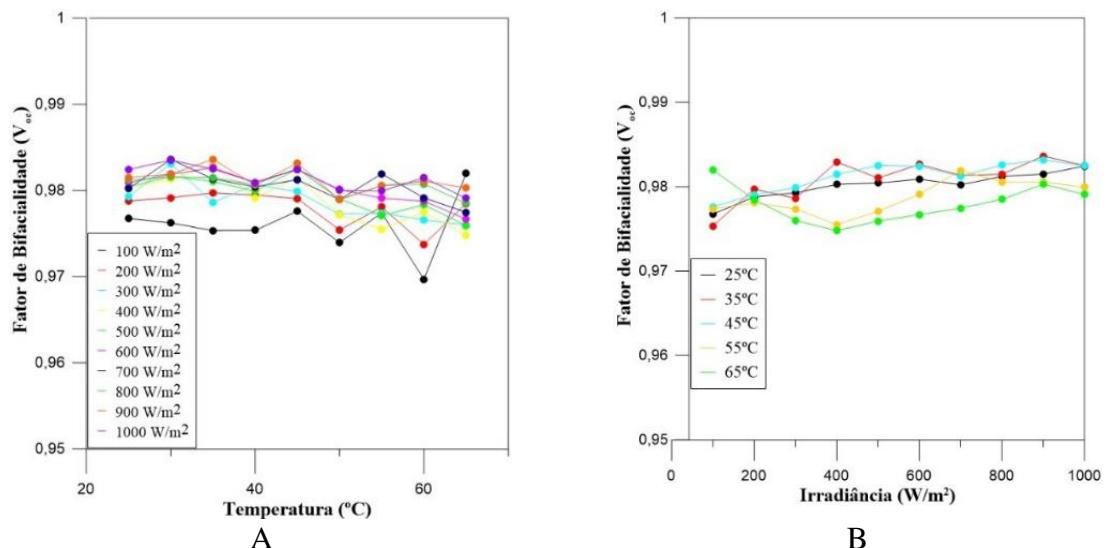 1
0,99
0,98
0,97
0,96
0,95
Fator de Bifacialidade (Voc)
100 W/m2
200 W/m2
300 W/m2
400 W/m2
500 W/m2
600 W/m2
700 W/m2
800 W/m2
900 W/m2
1000 W/m2
20
40
60
Temperatura (ºC)
A
1
0,99
0,98
0,97
0,96
0,95
Fator de Bifacialidade (Voc)
25ºC
35ºC
45ºC
55ºC
65ºC
0
200
400
600
800
1000
Irradiância (W/m²)
B